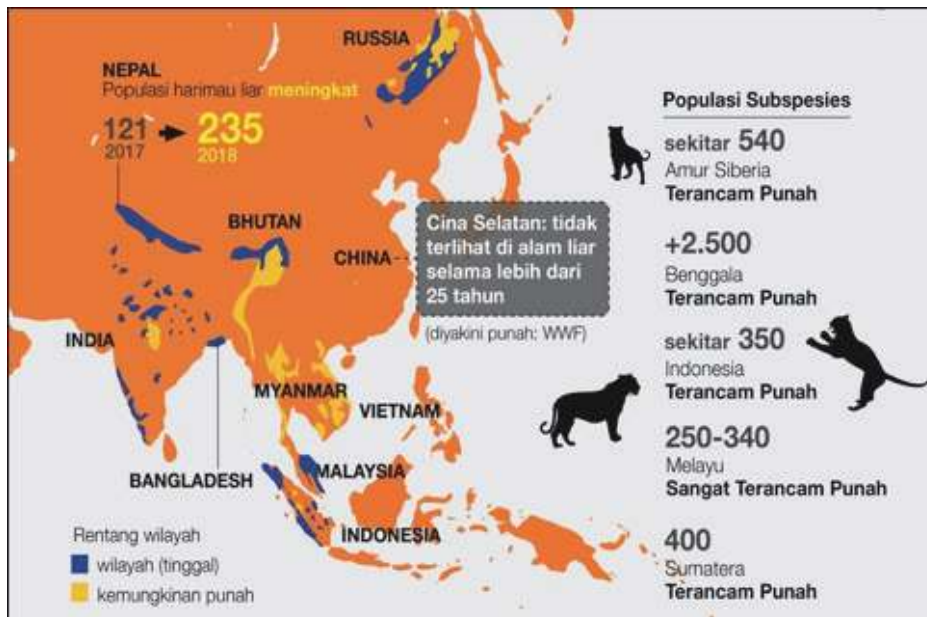 RUSSIA
NEPAL
Populasi harimau liar meningkat
121 235
2017 2018
BHUTAN
CHINA
Cina Selatan: tidak
terlihat di alam liar
selama lebih dari
25 tahun
(diyakini punah: WWF)
INDIA
MYANMAR
VIETNAM
BANGLADESH
MALAYSIA
INDONESIA
Rentang wilayah
wilayah (tinggal)
kemungkinan punah
Populasi Subspesies
sekitar 540
Amur Siberia
Terancam Punah
+2.500
Benggala
Terancam Punah
sekitar 350
Indonesia
Terancam Punah
250-340
Melayu
Sangat Terancam Punah
400
Sumatera
Terancam Punah